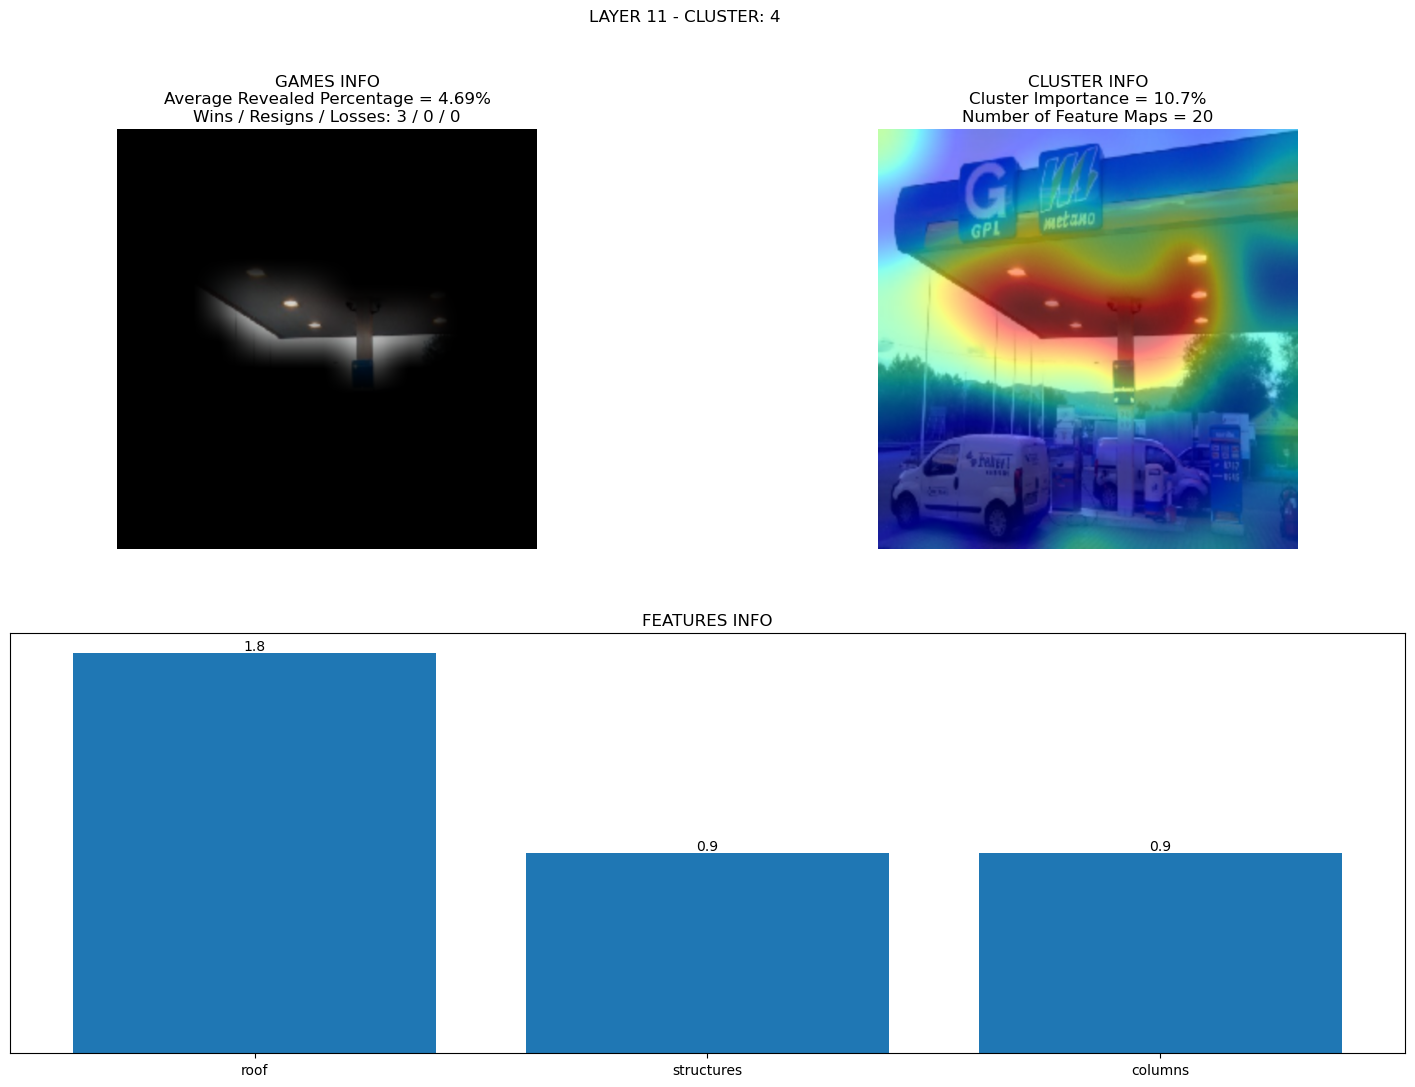 LAYER 11 - CLUSTER: 4
GAMES INFO
Average Revealed Percentage = 4.69%
Wins / Resigns / Losses: 3 / 0 / 0
CLUSTER INFO
Cluster Importance = 10.7%
Number of Feature Maps = 20
G
GPL
metano
FEATURES INFO
1.8
0.9
0.9
roof
structures
columns